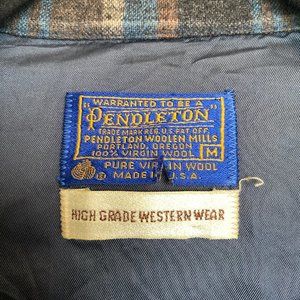 WARRANTED TO BE A
"PENDLETON"
TRADE MARK REG. U.S. PAT. OFF.
PENDLETON WOOLEN MILLS
PORTLAND, OREGON
100% VIRGIN WOOL M
PURE VIRGIN WOOL
MADE IN U.S.A.
HIGH GRADE WESTERN WEAR